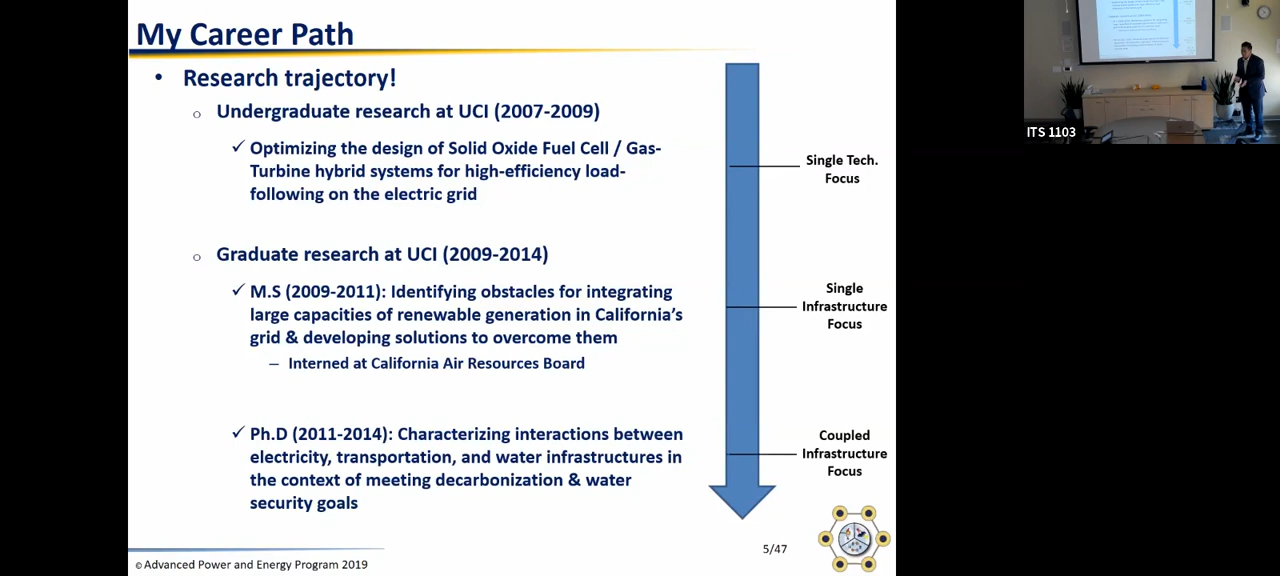 My Career Path
• Research trajectory!
o Undergraduate research at UCI (2007-2009)
✓ Optimizing the design of Solid Oxide Fuel Cell / Gas-
Turbine hybrid systems for high-efficiency load-
following on the electric grid
Single Tech.
Focus
o Graduate research at UCI (2009-2014)
✓ M.S (2009-2011): Identifying obstacles for integrating
large capacities of renewable generation in California's
grid & developing solutions to overcome them
– Interned at California Air Resources Board
Single
Infrastructure
Focus
✓ Ph.D (2011-2014): Characterizing interactions between
electricity, transportation, and water infrastructures in
the context of meeting decarbonization & water
security goals
Coupled
Infrastructure
Focus
5/47
© Advanced Power and Energy Program 2019
ITS 1103